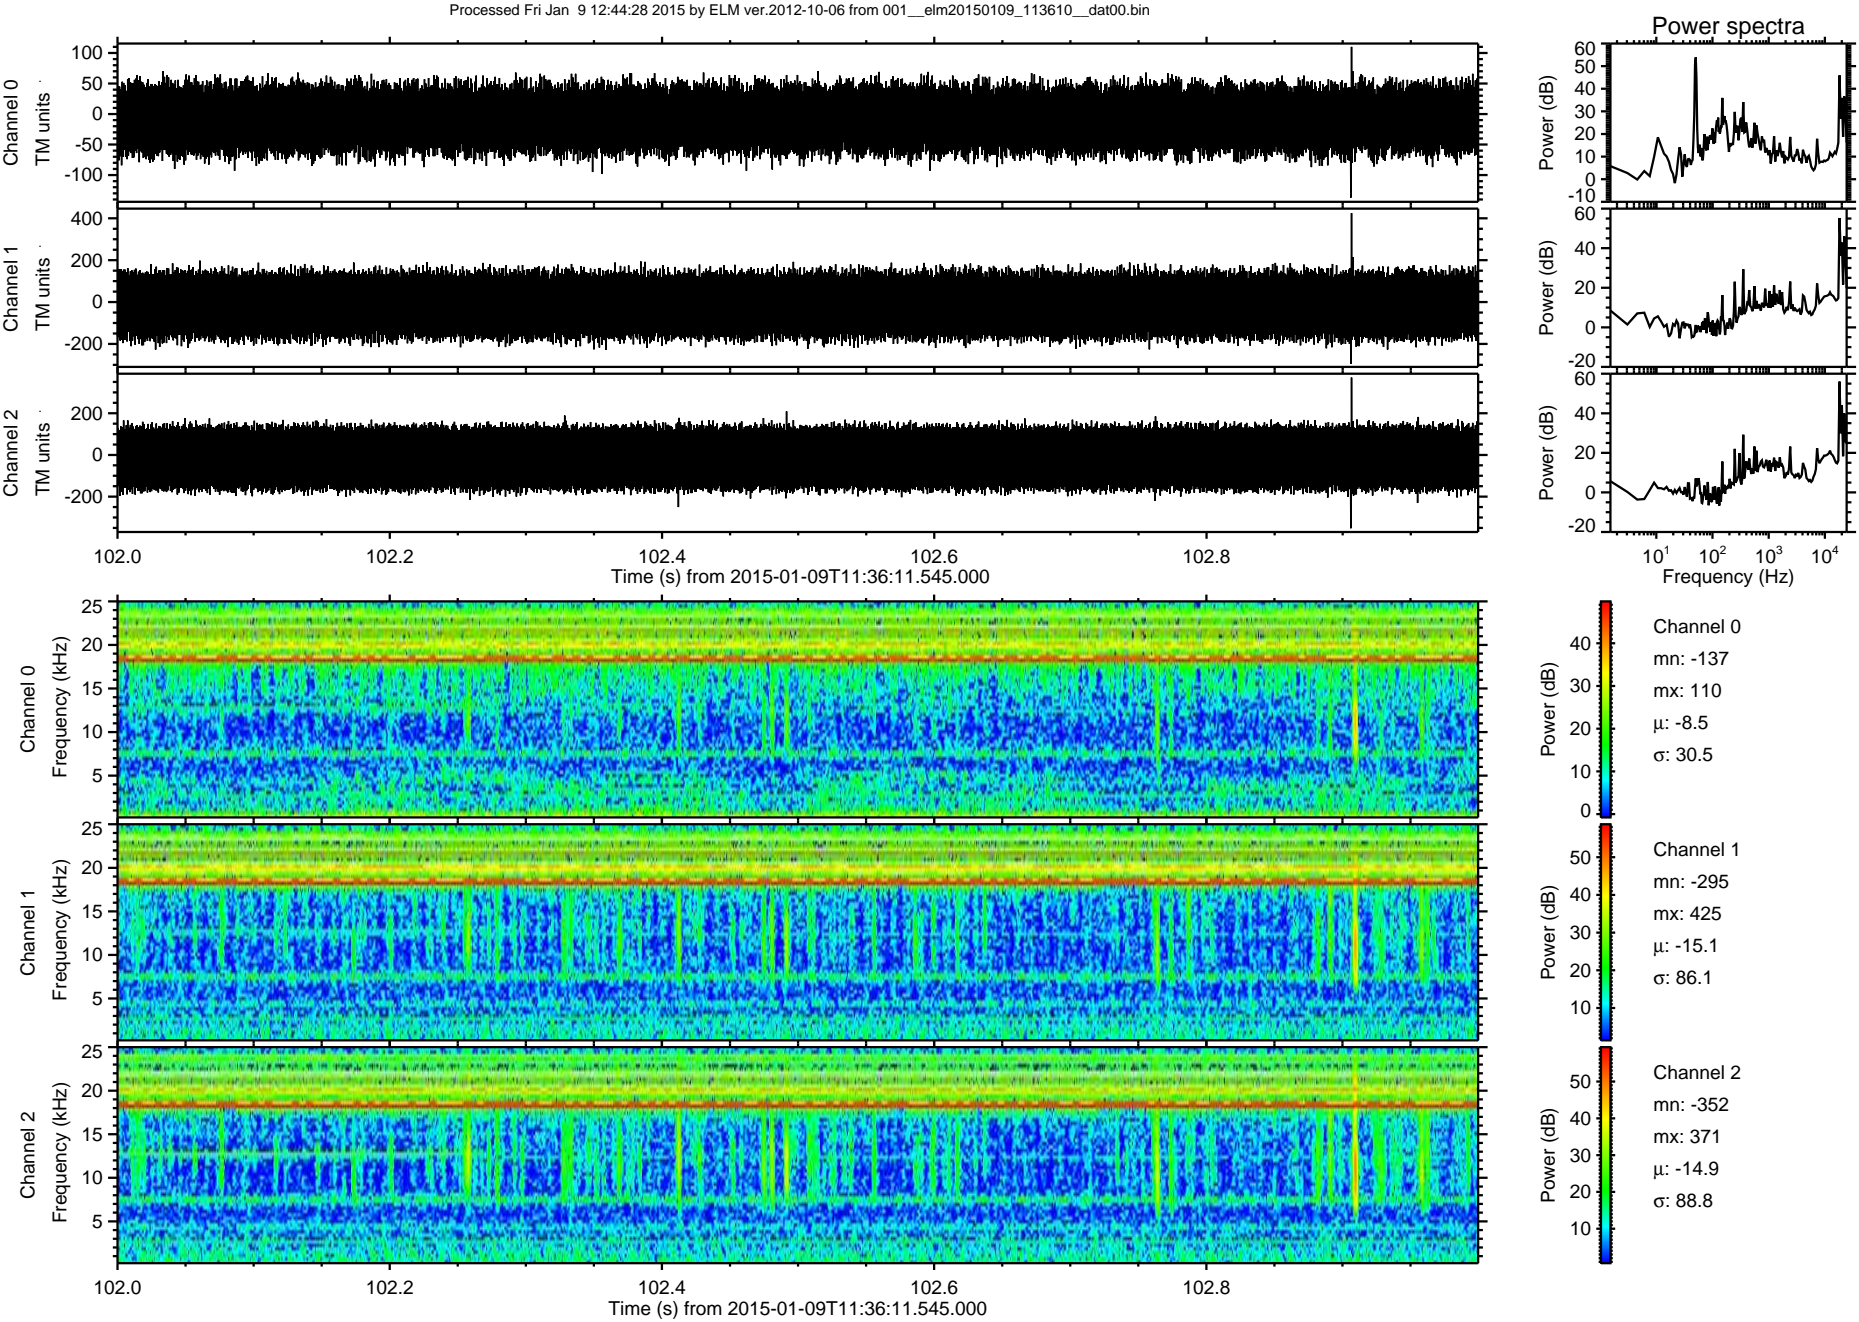 Processed Fri Jan  9 12:44:28 2015 by ELM ver.2012-10-06 from 001__elm20150109_113610__dat00.bin
Power spectra
Channel 0
TM units
100
50
0
-50
-100
Power (dB)
60
50
40
30
20
10
0
-10
Channel 1
TM units
400
200
0
-200
Power (dB)
60
40
20
0
-20
Channel 2
TM units
200
0
-200
Power (dB)
60
40
20
0
-20
102.0 102.2 102.4 102.6 102.8
Time (s) from 2015-01-09T11:36:11.545.000
10^1 10^2 10^3 10^4
Frequency (Hz)
Channel 0
Frequency (kHz)
25
20
15
10
5
Power (dB)
40
30
20
10
0
Channel 0
mn: -137
mx: 110
μ: -8.5
σ: 30.5
Channel 1
Frequency (kHz)
25
20
15
10
5
Power (dB)
50
40
30
20
10
Channel 1
mn: -295
mx: 425
μ: -15.1
σ: 86.1
Channel 2
Frequency (kHz)
25
20
15
10
5
Power (dB)
50
40
30
20
10
Channel 2
mn: -352
mx: 371
μ: -14.9
σ: 88.8
102.0 102.2 102.4 102.6 102.8
Time (s) from 2015-01-09T11:36:11.545.000